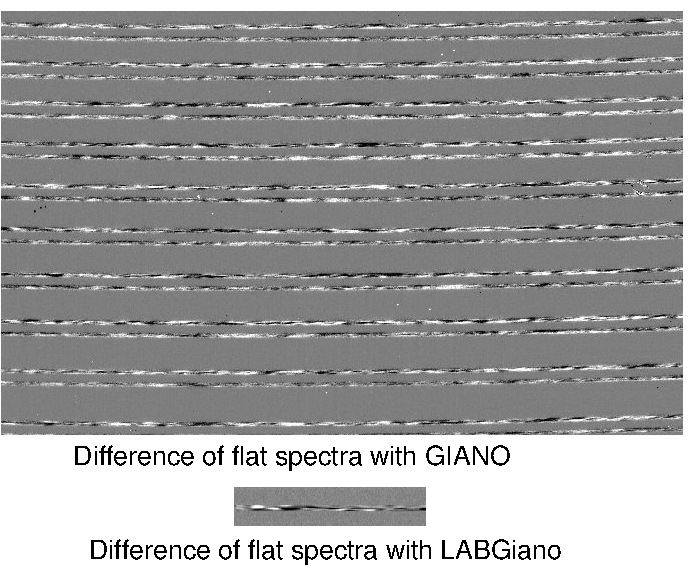 Difference of flat spectra with GIANO
Difference of flat spectra with LABGiano